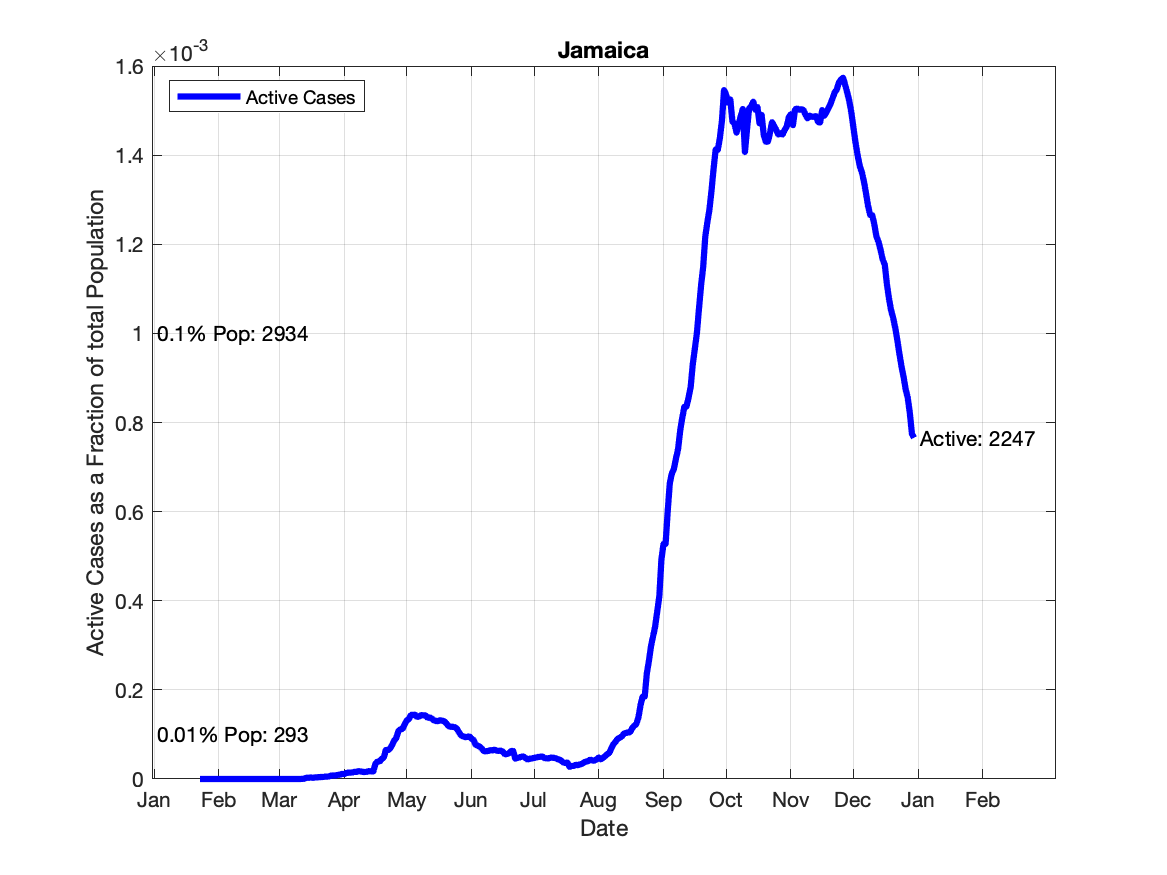 Jamaica
×10-3
Active Cases
1.6
1.4
1.2
1
0.8
0.6
0.4
0.2
0
0.1% Pop: 2934
0.01% Pop: 293
Active: 2247
Active Cases as a Fraction of total Population
Jan Feb Mar Apr May Jun Jul Aug Sep Oct Nov Dec Jan Feb
Date